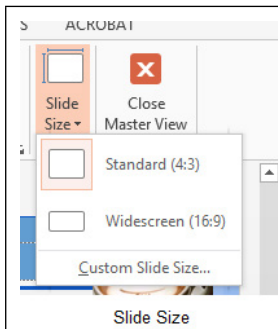 S ACROBAT
Slide
Size
Close
Master View
Standard (4:3)
Widescreen (16:9)
Custom Slide Size...
Slide Size